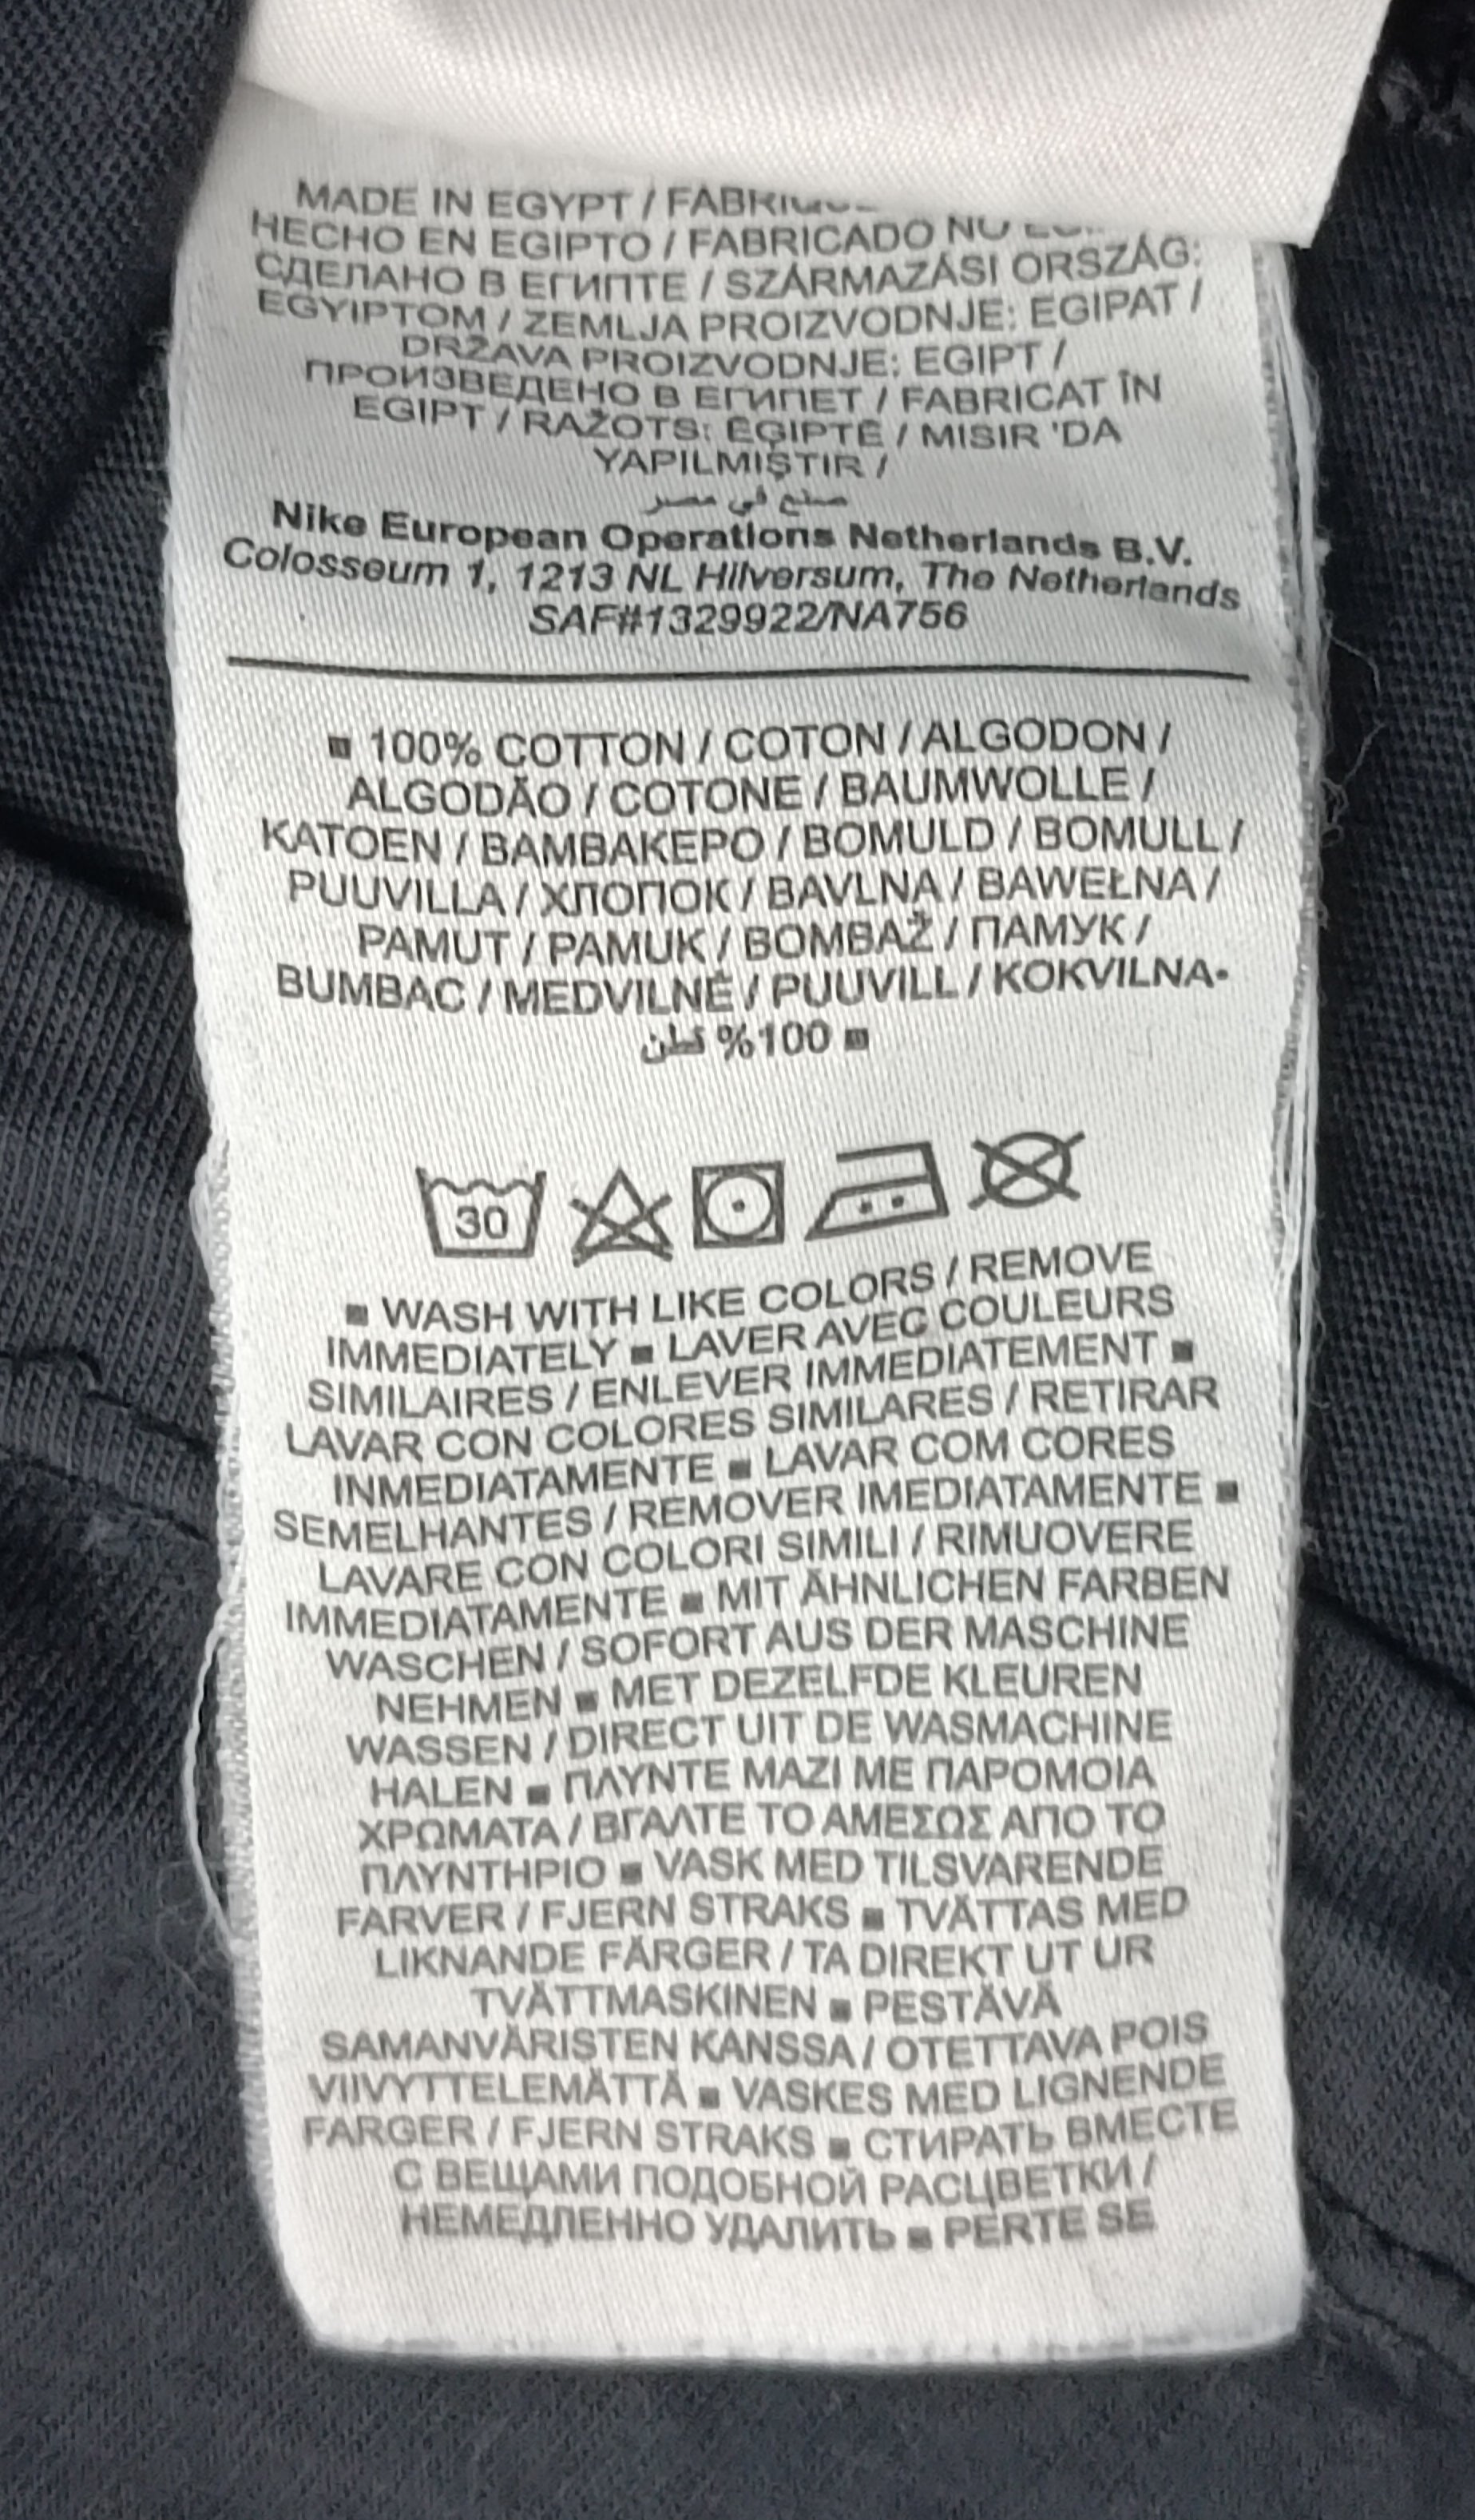 MADE IN EGYPT /
HECHO EN EGIPTO / FABRICADO NO
СДЕЛАНО В ЕГИПТЕ / SZÁRMAZÁSI ORSZÁG:
EGYIPTOM / ZEMLJA PROIZVODNJE: EGIPAT /
DRŽAVA PROIZVODNJE: EGIPT /
ПРОИЗВЕДЕНО В ЕГИПЕТ / FABRICAT ÎN
EGIPT / RAŽOTS: ĒĢIPTĒ / MISIR 'DA
YAPILMIŞTIR /
صنع في مصر
Nike European Operations Netherlands B.V.
Colosseum 1, 1213 NL Hilversum, The Netherlands
SAF#1329922/NA756
■ 100% COTTON / COTON / ALGODON /
ALGODÃO / COTONE / BAUMWOLLE /
KATOEN / ΒΑΜΒΑΚΕΡΟ / BOMULD / BOMULL /
PUUVILLA / ХЛОПОК / BAVLNA / BAWEŁNA /
PAMUT / PAMUK / BOMBAŽ / ПАМУК /
BUMBAC / MEDVILNĖ / PUUVILL / KOKVILNA•
■ 100% قطن
30
■ WASH WITH LIKE COLORS / REMOVE
IMMEDIATELY ■ LAVER AVEC COULEURS
SIMILAIRES / ENLEVER IMMEDIATEMENT ■
LAVAR CON COLORES SIMILARES / RETIRAR
INMEDIATAMENTE ■ LAVAR COM CORES
SEMELHANTES / REMOVER IMEDIATAMENTE ■
LAVARE CON COLORI SIMILI / RIMUOVERE
IMMEDIATAMENTE ■ MIT ÄHNLICHEN FARBEN
WASCHEN / SOFORT AUS DER MASCHINE
NEHMEN ■ MET DEZELFDE KLEUREN
WASSEN / DIRECT UIT DE WASMACHINE
HALEN ■ ΠΛΥΝΤΕ ΜΑΖΙ ΜΕ ΠΑΡΟΜΟΙΑ
ΧΡΩΜΑΤΑ / ΒΓΑΛΤΕ ΤΟ ΑΜΕΣΩΣ ΑΠΟ ΤΟ
ΠΛΥΝΤΗΡΙΟ ■ VASK MED TILSVARENDE
FARVER / FJERN STRAKS ■ TVÄTTAS MED
LIKNANDE FÄRGER / TA DIREKT UT UR
TVÄTTMASKINEN ■ PESTÄVÄ
SAMANVÄRISTEN KANSSA / OTETTAVA POIS
VIIVYTTELEMÄTTÄ ■ VASKES MED LIGNENDE
FARGER / FJERN STRAKS ■ СТИРАТЬ ВМЕСТЕ
С ВЕЩАМИ ПОДОБНОЙ РАСЦВЕТКИ /
НЕМЕДЛЕННО УДАЛИТЬ ■ PERTE SE